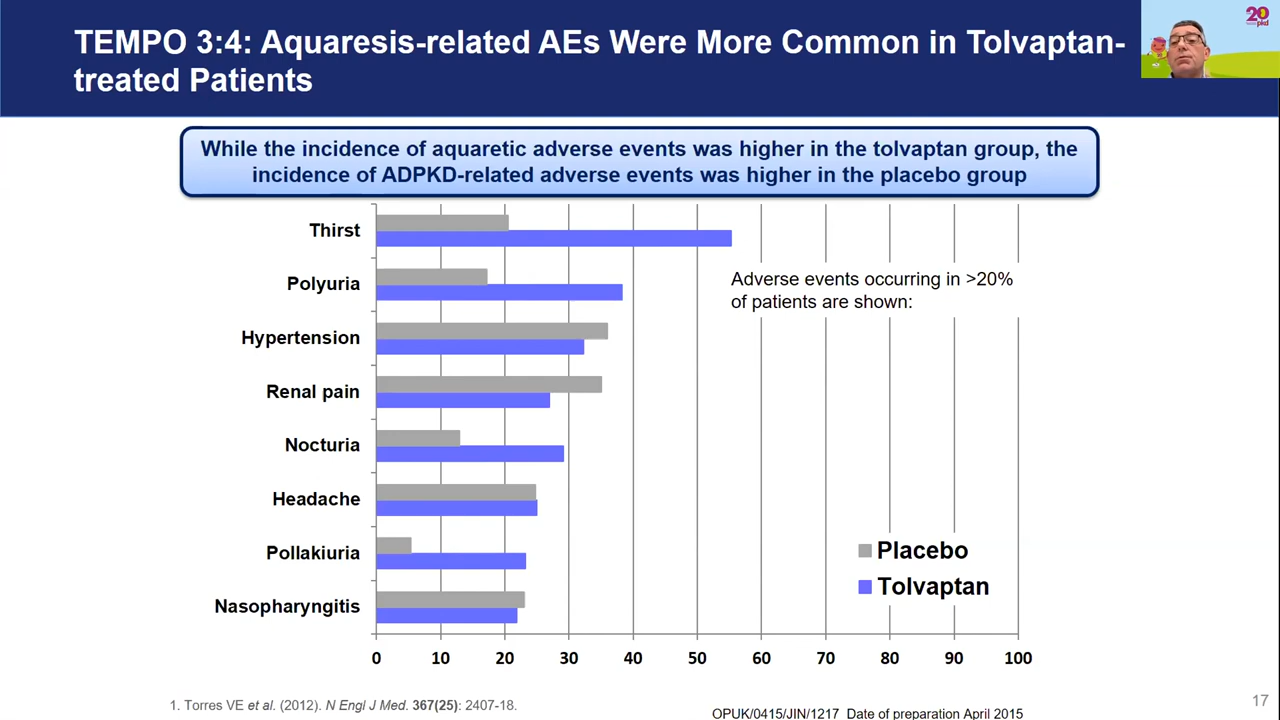 TEMPO 3:4: Aquaresis-related AEs Were More Common in Tolvaptan-
treated Patients
20
pkd
While the incidence of aquaretic adverse events was higher in the tolvaptan group, the
incidence of ADPKD-related adverse events was higher in the placebo group
Thirst
Polyuria
Hypertension
Renal pain
Nocturia
Headache
Pollakiuria
Nasopharyngitis
Adverse events occurring in >20%
of patients are shown:
Placebo
Tolvaptan
0 10 20 30 40 50 60 70 80 90 100
1. Torres VE et al. (2012). N Engl J Med. 367(25): 2407-18.
17
OPUK/0415/JIN/1217 Date of preparation April 2015